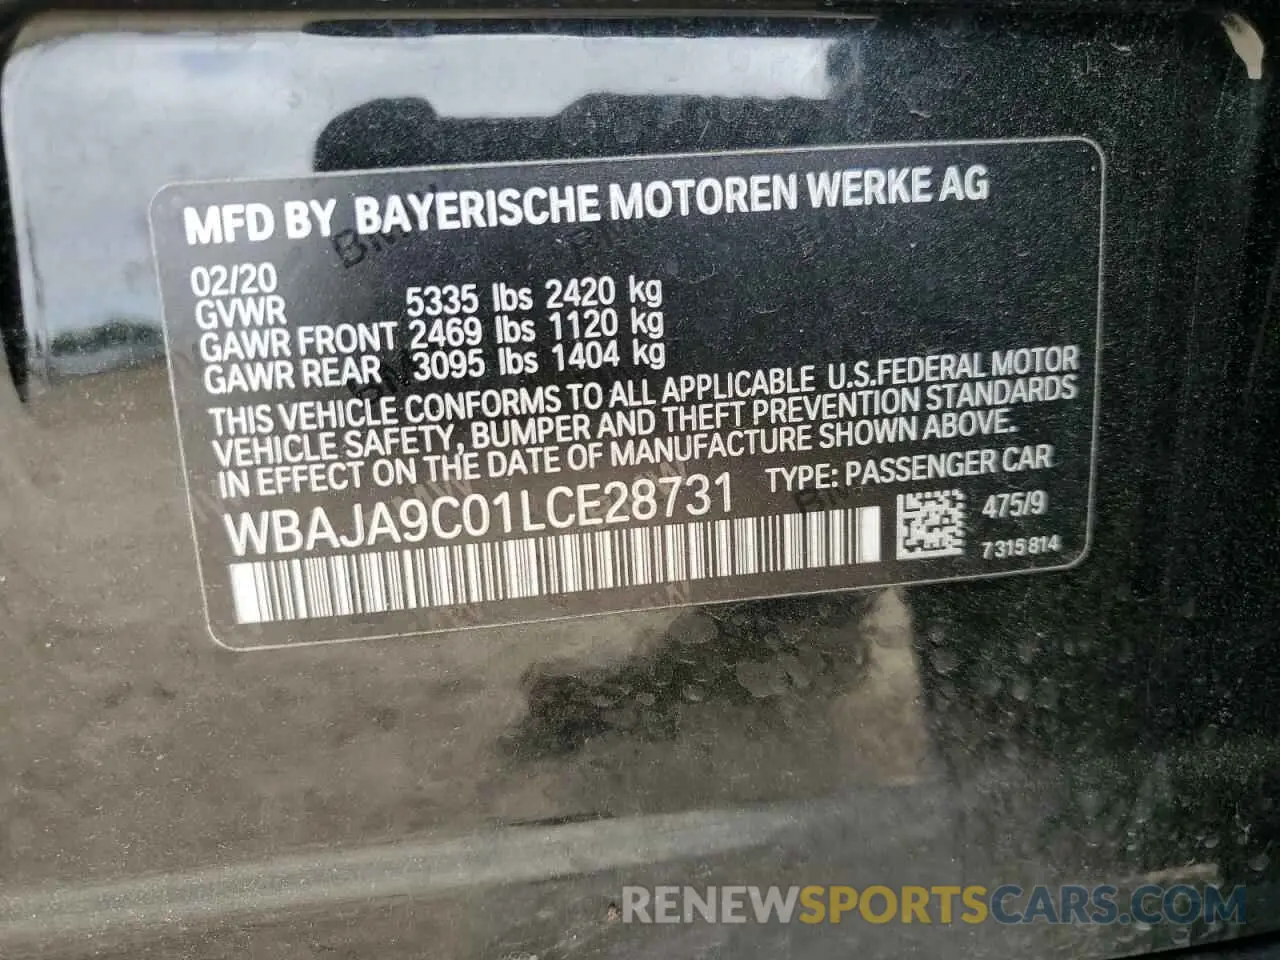 MFD BY BAYERISCHE MOTOREN WERKE AG
02/20
GVWR 5335 lbs 2420 kg
GAWR FRONT 2469 lbs 1120 kg
GAWR REAR 3095 lbs 1404 kg
THIS VEHICLE CONFORMS TO ALL APPLICABLE U.S.FEDERAL MOTOR
VEHICLE SAFETY, BUMPER AND THEFT PREVENTION STANDARDS
IN EFFECT ON THE DATE OF MANUFACTURE SHOWN ABOVE.
WBAJA9C01LCE28731 TYPE: PASSENGER CAR
475/9
7315814
RENEWSPORTSCARS.COM